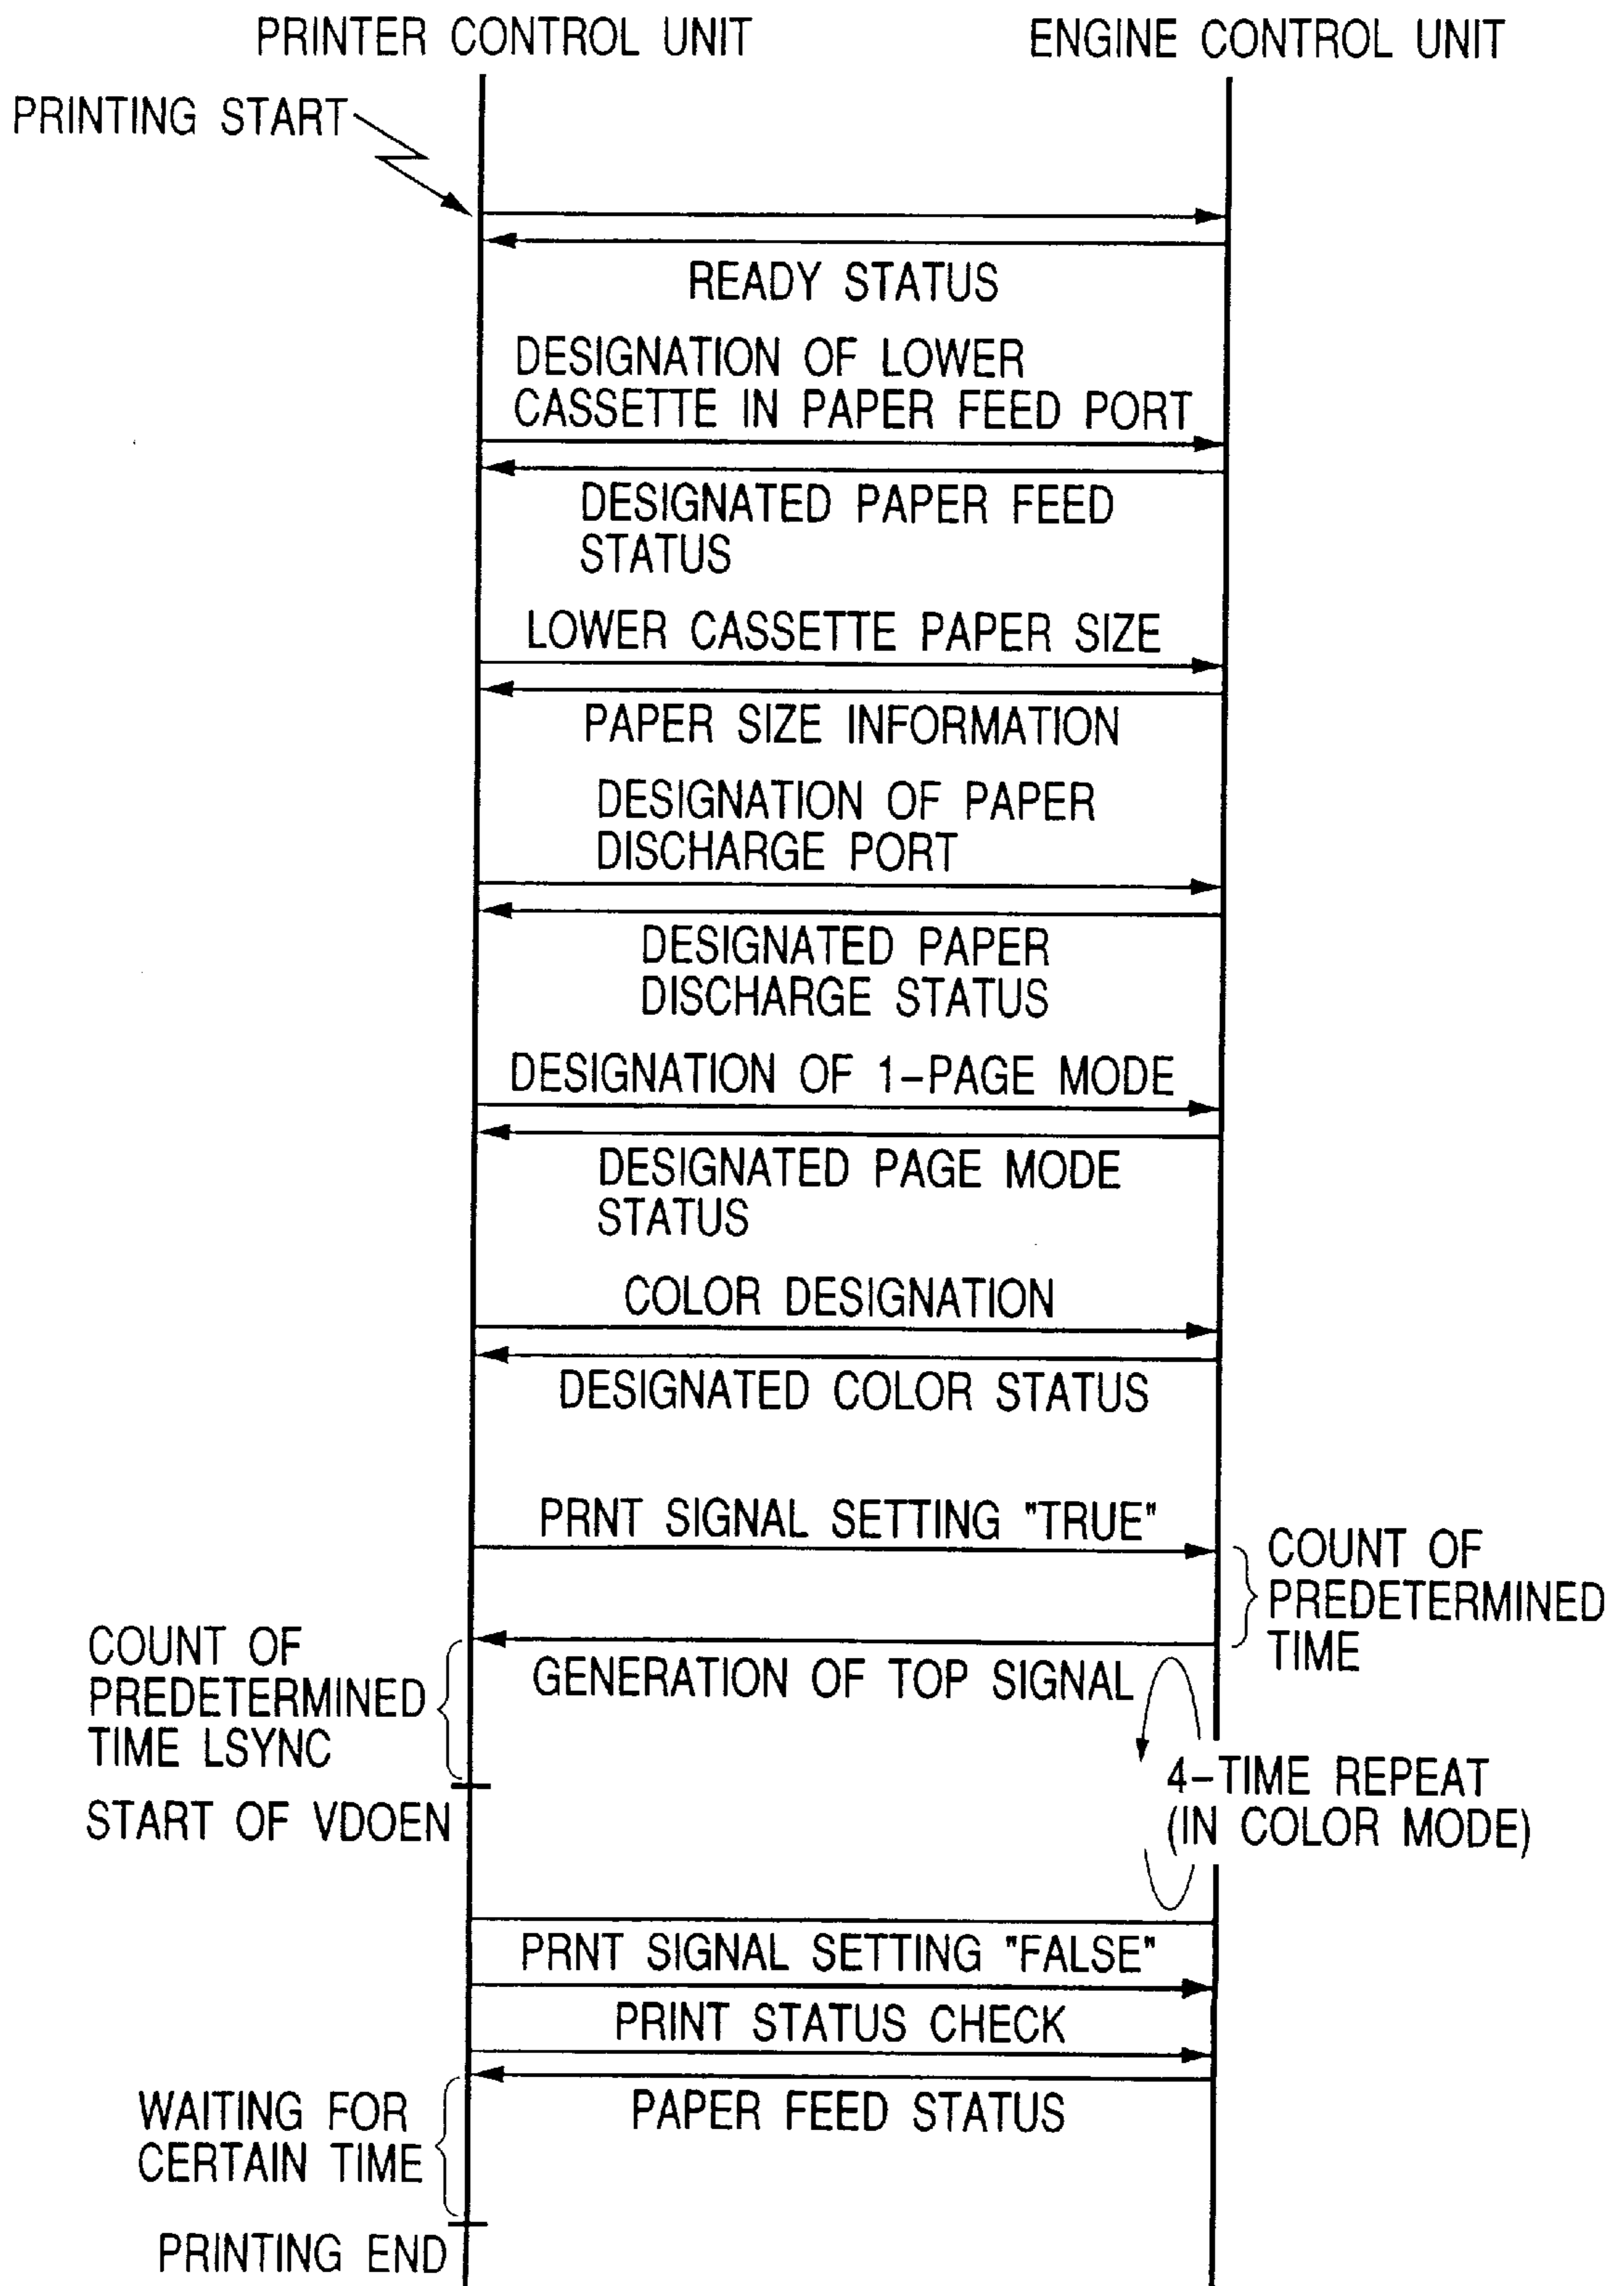 PRINTER CONTROL UNIT
ENGINE CONTROL UNIT
PRINTING START
READY STATUS
DESIGNATION OF LOWER
CASSETTE IN PAPER FEED PORT
DESIGNATED PAPER FEED
STATUS
LOWER CASSETTE PAPER SIZE
PAPER SIZE INFORMATION
DESIGNATION OF PAPER
DISCHARGE PORT
DESIGNATED PAPER
DISCHARGE STATUS
DESIGNATION OF 1-PAGE MODE
DESIGNATED PAGE MODE
STATUS
COLOR DESIGNATION
DESIGNATED COLOR STATUS
PRNT SIGNAL SETTING "TRUE"
COUNT OF
PREDETERMINED
TIME
COUNT OF
PREDETERMINED
TIME LSYNC
GENERATION OF TOP SIGNAL
4-TIME REPEAT
(IN COLOR MODE)
START OF VDOEN
PRNT SIGNAL SETTING "FALSE"
PRINT STATUS CHECK
PAPER FEED STATUS
WAITING FOR
CERTAIN TIME
PRINTING END